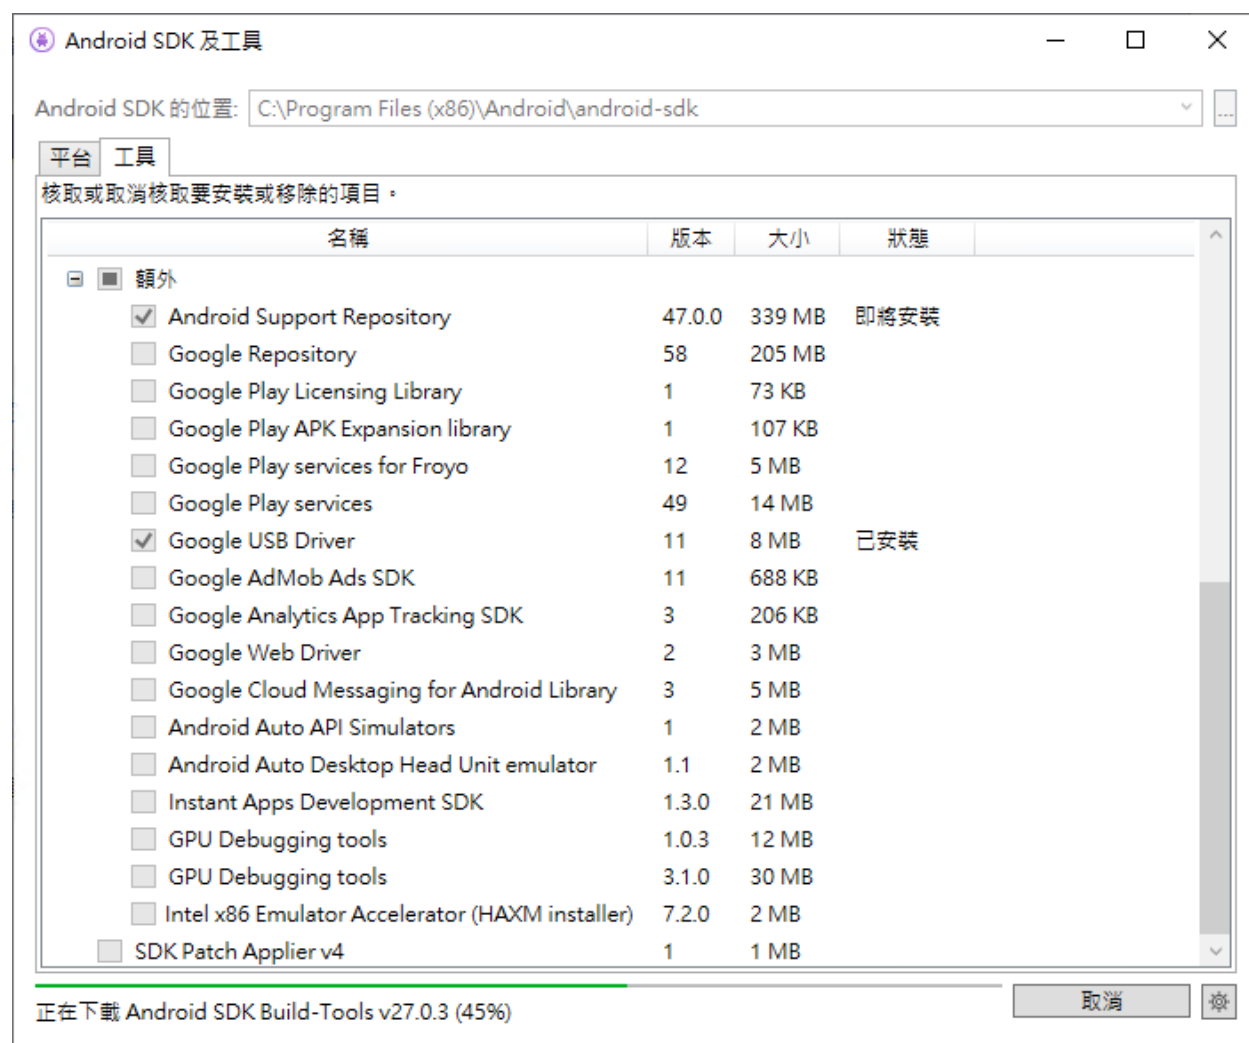 Android SDK 及工具
Android SDK 的位置: C:\Program Files (x86)\Android\android-sdk ...
平台 工具
核取或取消核取要安裝或移除的項目。
名稱 版本 大小 狀態
額外
Android Support Repository 47.0.0 339 MB 即將安裝
Google Repository 58 205 MB
Google Play Licensing Library 1 73 KB
Google Play APK Expansion library 1 107 KB
Google Play services for Froyo 12 5 MB
Google Play services 49 14 MB
Google USB Driver 11 8 MB 已安裝
Google AdMob Ads SDK 11 688 KB
Google Analytics App Tracking SDK 3 206 KB
Google Web Driver 2 3 MB
Google Cloud Messaging for Android Library 3 5 MB
Android Auto API Simulators 1 2 MB
Android Auto Desktop Head Unit emulator 1.1 2 MB
Instant Apps Development SDK 1.3.0 21 MB
GPU Debugging tools 1.0.3 12 MB
GPU Debugging tools 3.1.0 30 MB
Intel x86 Emulator Accelerator (HAXM installer) 7.2.0 2 MB
SDK Patch Applier v4 1 1 MB
正在下載 Android SDK Build-Tools v27.0.3 (45%) 取消